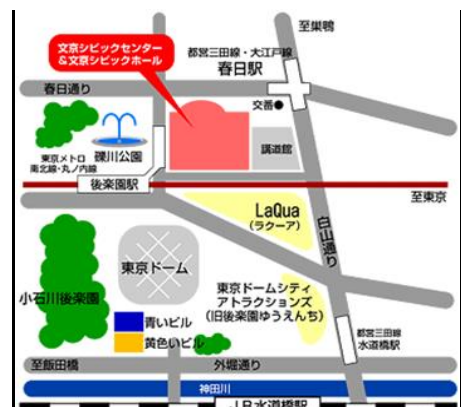 至巣鴨
文京シビックセンター
&文京シビックホール
都営三田線・大江戸線
春日駅
春日通り
交番●
礫川公園
講道館
東京メトロ
南北線・丸ノ内線
後楽園駅
至東京
LaQua
(ラクーア)
白山通り
東京ドーム
小石川後楽園
東京ドームシティ
アトラクションズ
(旧後楽園ゆうえんち)
青いビル
黄色いビル
都営三田線
水道橋駅
至飯田橋
外堀通り
神田川
JR水道橋駅